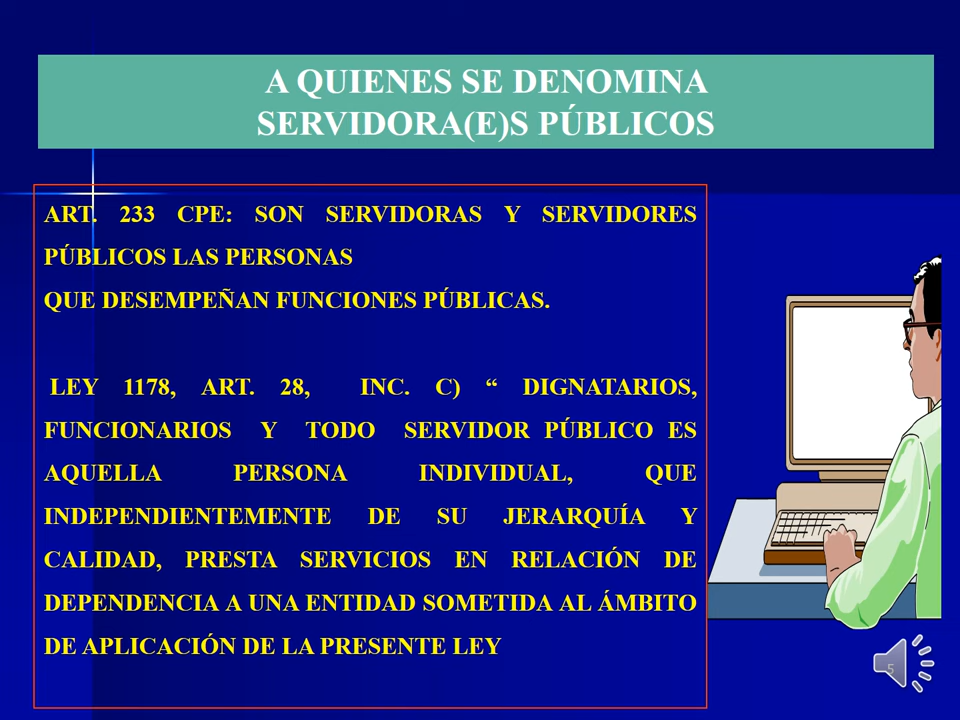 A QUIENES SE DENOMINA
SERVIDORA(E)S PÚBLICOS
ART. 233 CPE: SON SERVIDORAS Y SERVIDORES
PÚBLICOS LAS PERSONAS
QUE DESEMPEÑAN FUNCIONES PÚBLICAS.
LEY 1178, ART. 28, INC. C) “ DIGNATARIOS,
FUNCIONARIOS Y TODO SERVIDOR PÚBLICO ES
AQUELLA PERSONA INDIVIDUAL, QUE
INDEPENDIENTEMENTE DE SU JERARQUÍA Y
CALIDAD, PRESTA SERVICIOS EN RELACIÓN DE
DEPENDENCIA A UNA ENTIDAD SOMETIDA AL ÁMBITO
DE APLICACIÓN DE LA PRESENTE LEY
5